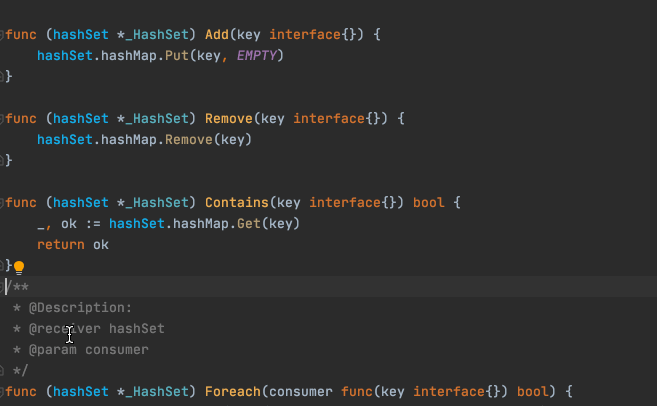 func (hashSet *_HashSet) Add(key interface{}) {
    hashSet.hashMap.Put(key, EMPTY)
}
func (hashSet *_HashSet) Remove(key interface{}) {
    hashSet.hashMap.Remove(key)
}
func (hashSet *_HashSet) Contains(key interface{}) bool {
    _, ok := hashSet.hashMap.Get(key)
    return ok
}
/**
 * @Description:
 * @receiver hashSet
 * @param consumer
 */
func (hashSet *_HashSet) Foreach(consumer func(key interface{}) bool) {